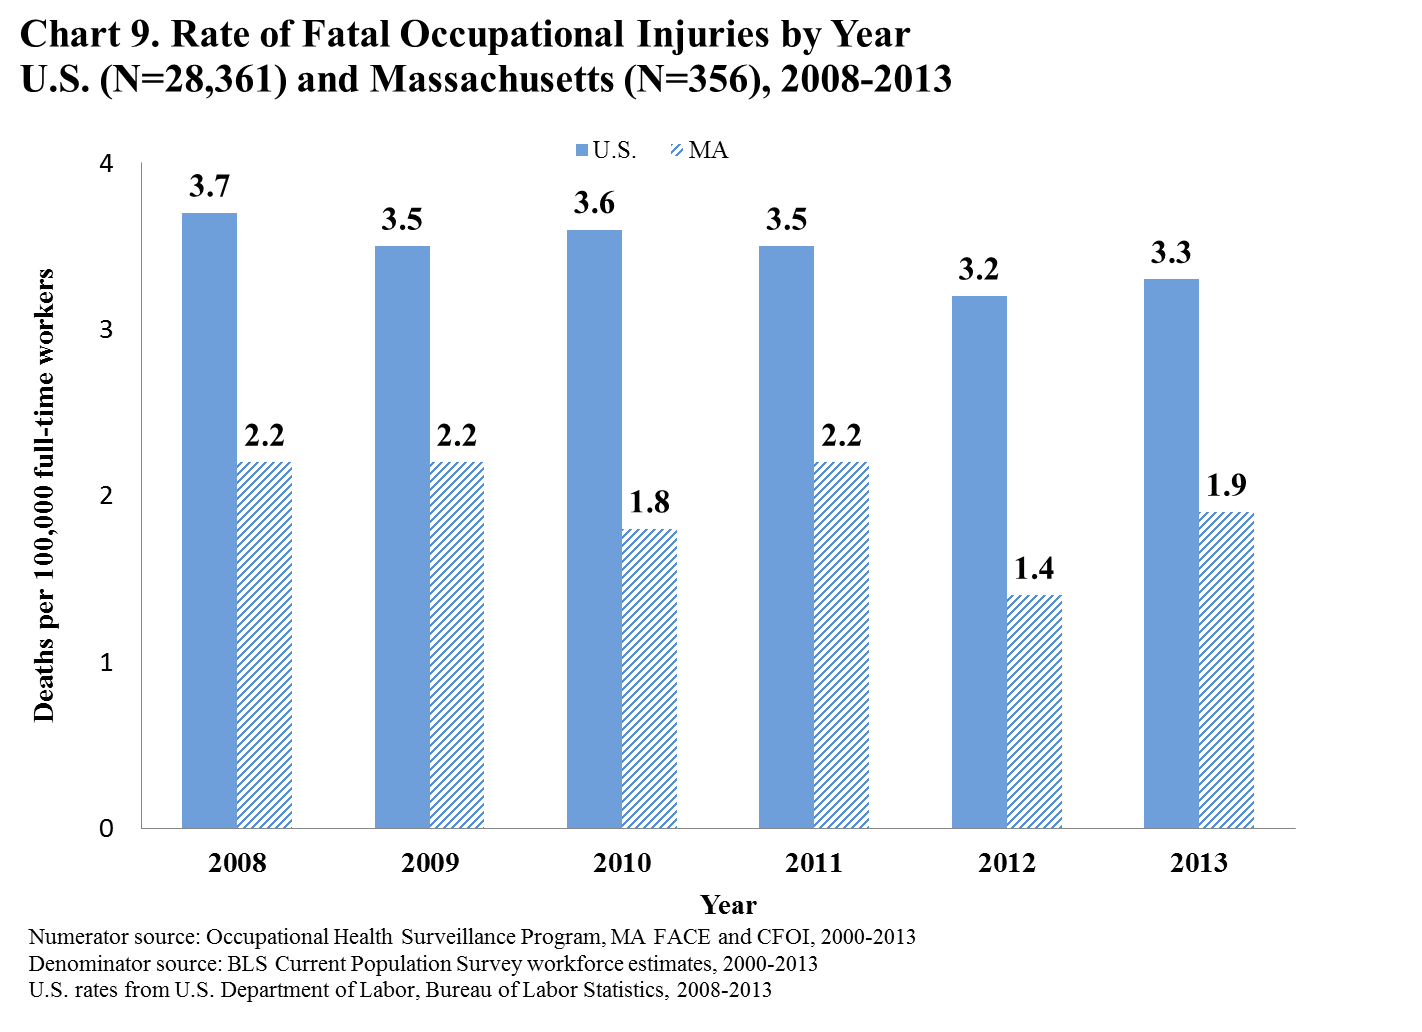 Chart 9. Rate of Fatal Occupational Injuries by Year
U.S. (N=28,361) and Massachusetts (N=356), 2008-2013
U.S. MA
4
3
2
1
0
Deaths per 100,000 full-time workers
3.7
2.2
3.5
2.2
3.6
1.8
3.5
2.2
3.2
1.4
3.3
1.9
2008 2009 2010 2011 2012 2013
Year
Numerator source: Occupational Health Surveillance Program, MA FACE and CFOI, 2000-2013
Denominator source: BLS Current Population Survey workforce estimates, 2000-2013
U.S. rates from U.S. Department of Labor, Bureau of Labor Statistics, 2008-2013